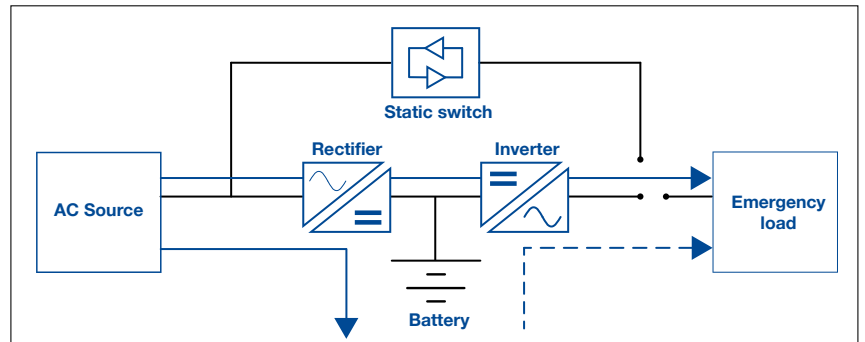 Static switch
Rectifier
Inverter
AC Source
Emergency
load
Battery